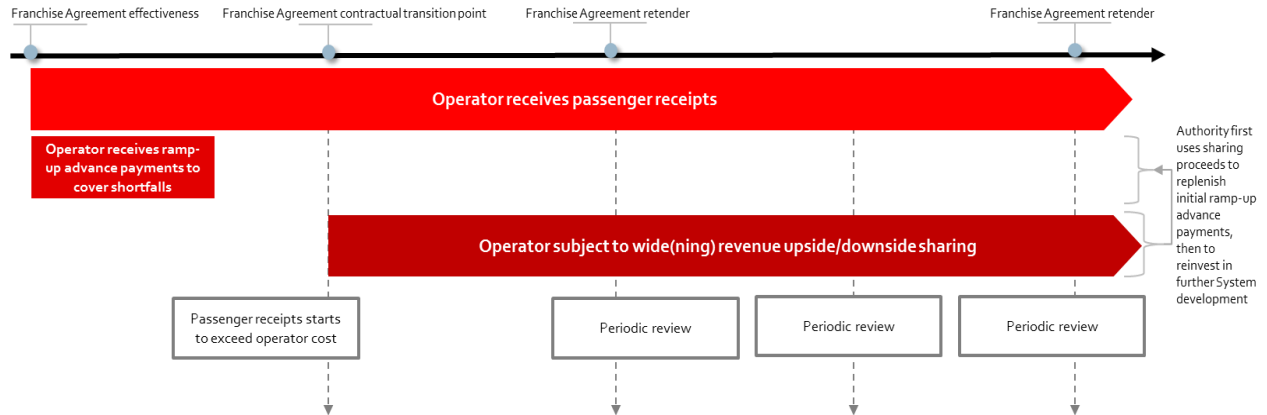 Franchise Agreement effectiveness
Franchise Agreement contractual transition point
Franchise Agreement retender
Franchise Agreement retender
Operator receives passenger receipts
Operator receives ramp-
up advance payments to
cover shortfalls
Authority first
uses sharing
proceeds to
replenish
initial ramp-up
advance
payments,
then to
reinvest in
further System
development
Operator subject to wide(ning) revenue upside/downside sharing
Passenger receipts starts
to exceed operator cost
Periodic review
Periodic review
Periodic review